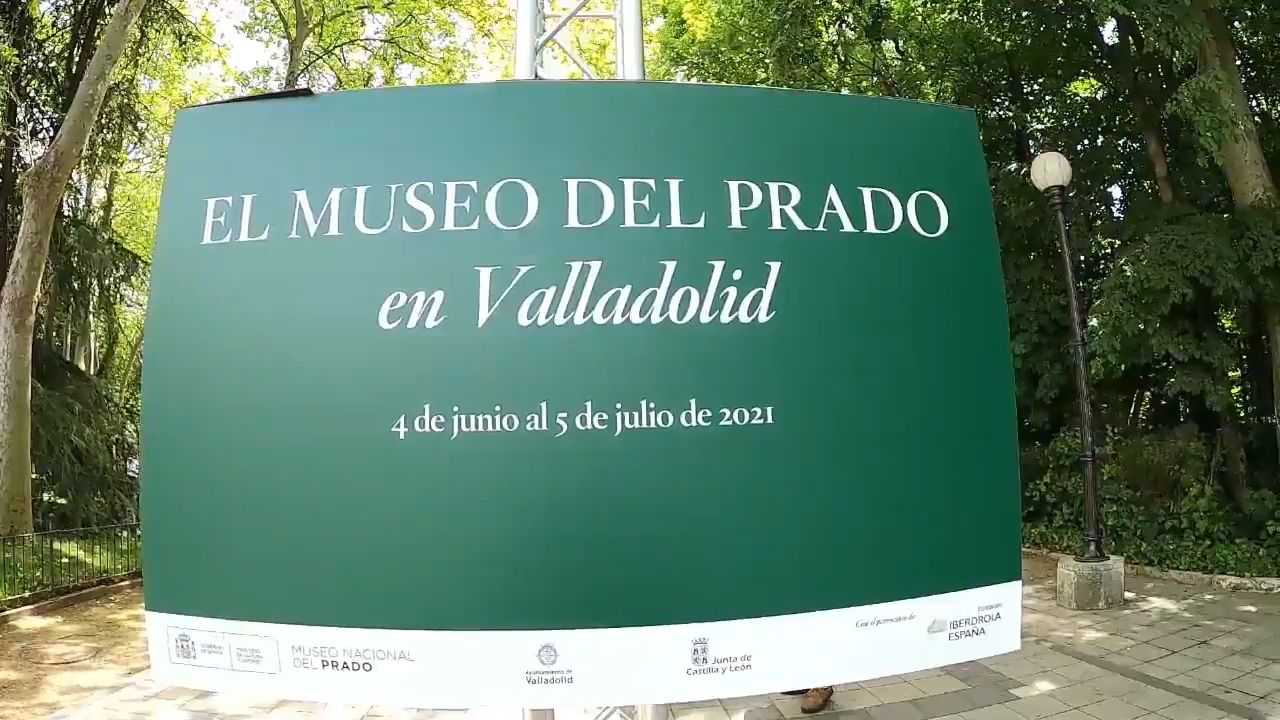 EL MUSEO DEL PRADO
en Valladolid
4 de junio al 5 de julio de 2021
MUSEO NACIONAL
DEL PRADO
Ayuntamiento de
Valladolid
Junta de
Castilla y León
Con el patrocinio de
FUNDACIÓN
IBERDROLA
ESPAÑA